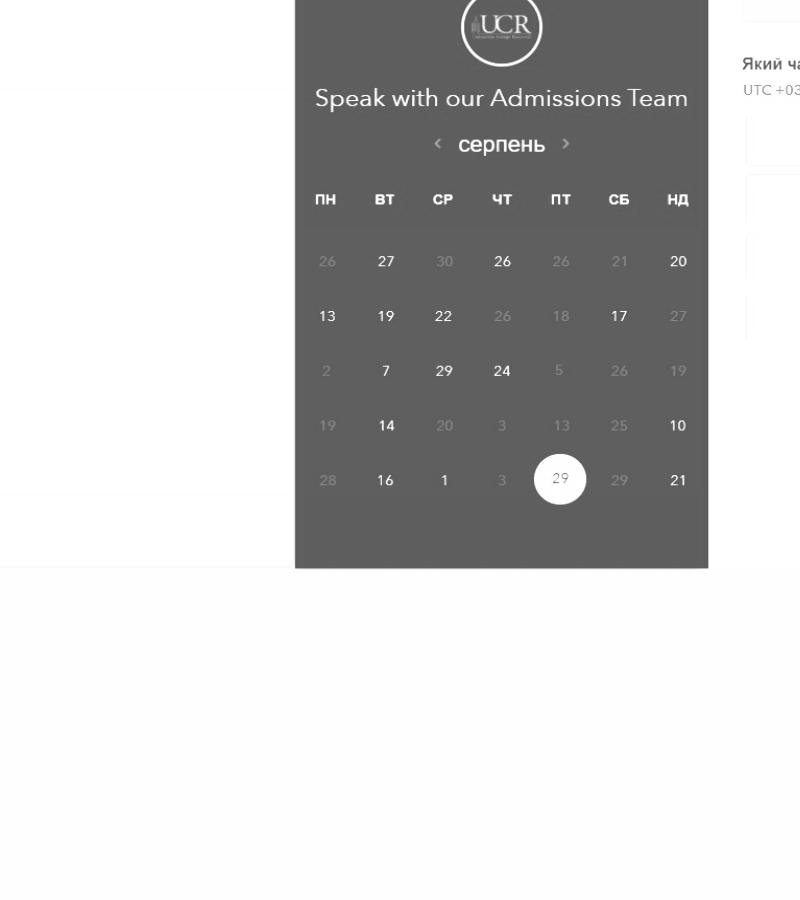 UCR
Speak with our Admissions Team
‹ серпень ›
ПН ВТ СР ЧТ ПТ СБ НД
26 27 30 26 26 21 20
13 19 22 26 18 17 27
2 7 29 24 5 26 19
19 14 20 3 13 25 10
28 16 1 3 29 29 21
Який ча
UTC +03